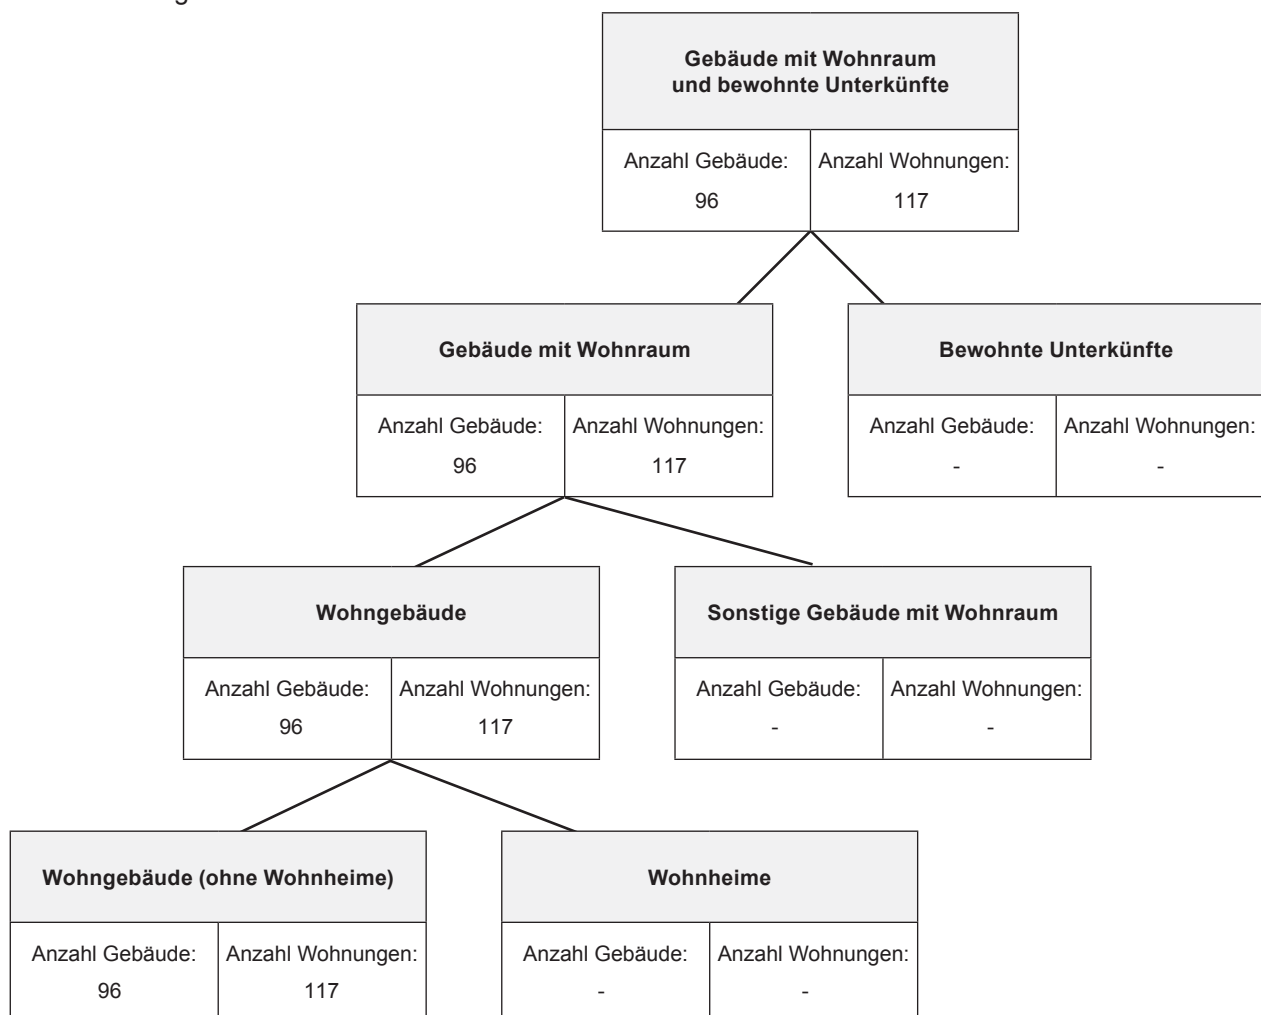 Gebäude mit Wohnraum
und bewohnte Unterkünfte
Anzahl Gebäude: Anzahl Wohnungen:
96 117
Gebäude mit Wohnraum Bewohnte Unterkünfte
Anzahl Gebäude: Anzahl Wohnungen: Anzahl Gebäude: Anzahl Wohnungen:
96 117 - -
Wohngebäude Sonstige Gebäude mit Wohnraum
Anzahl Gebäude: Anzahl Wohnungen: Anzahl Gebäude: Anzahl Wohnungen:
96 117 - -
Wohngebäude (ohne Wohnheime) Wohnheime
Anzahl Gebäude: Anzahl Wohnungen: Anzahl Gebäude: Anzahl Wohnungen:
96 117 - -